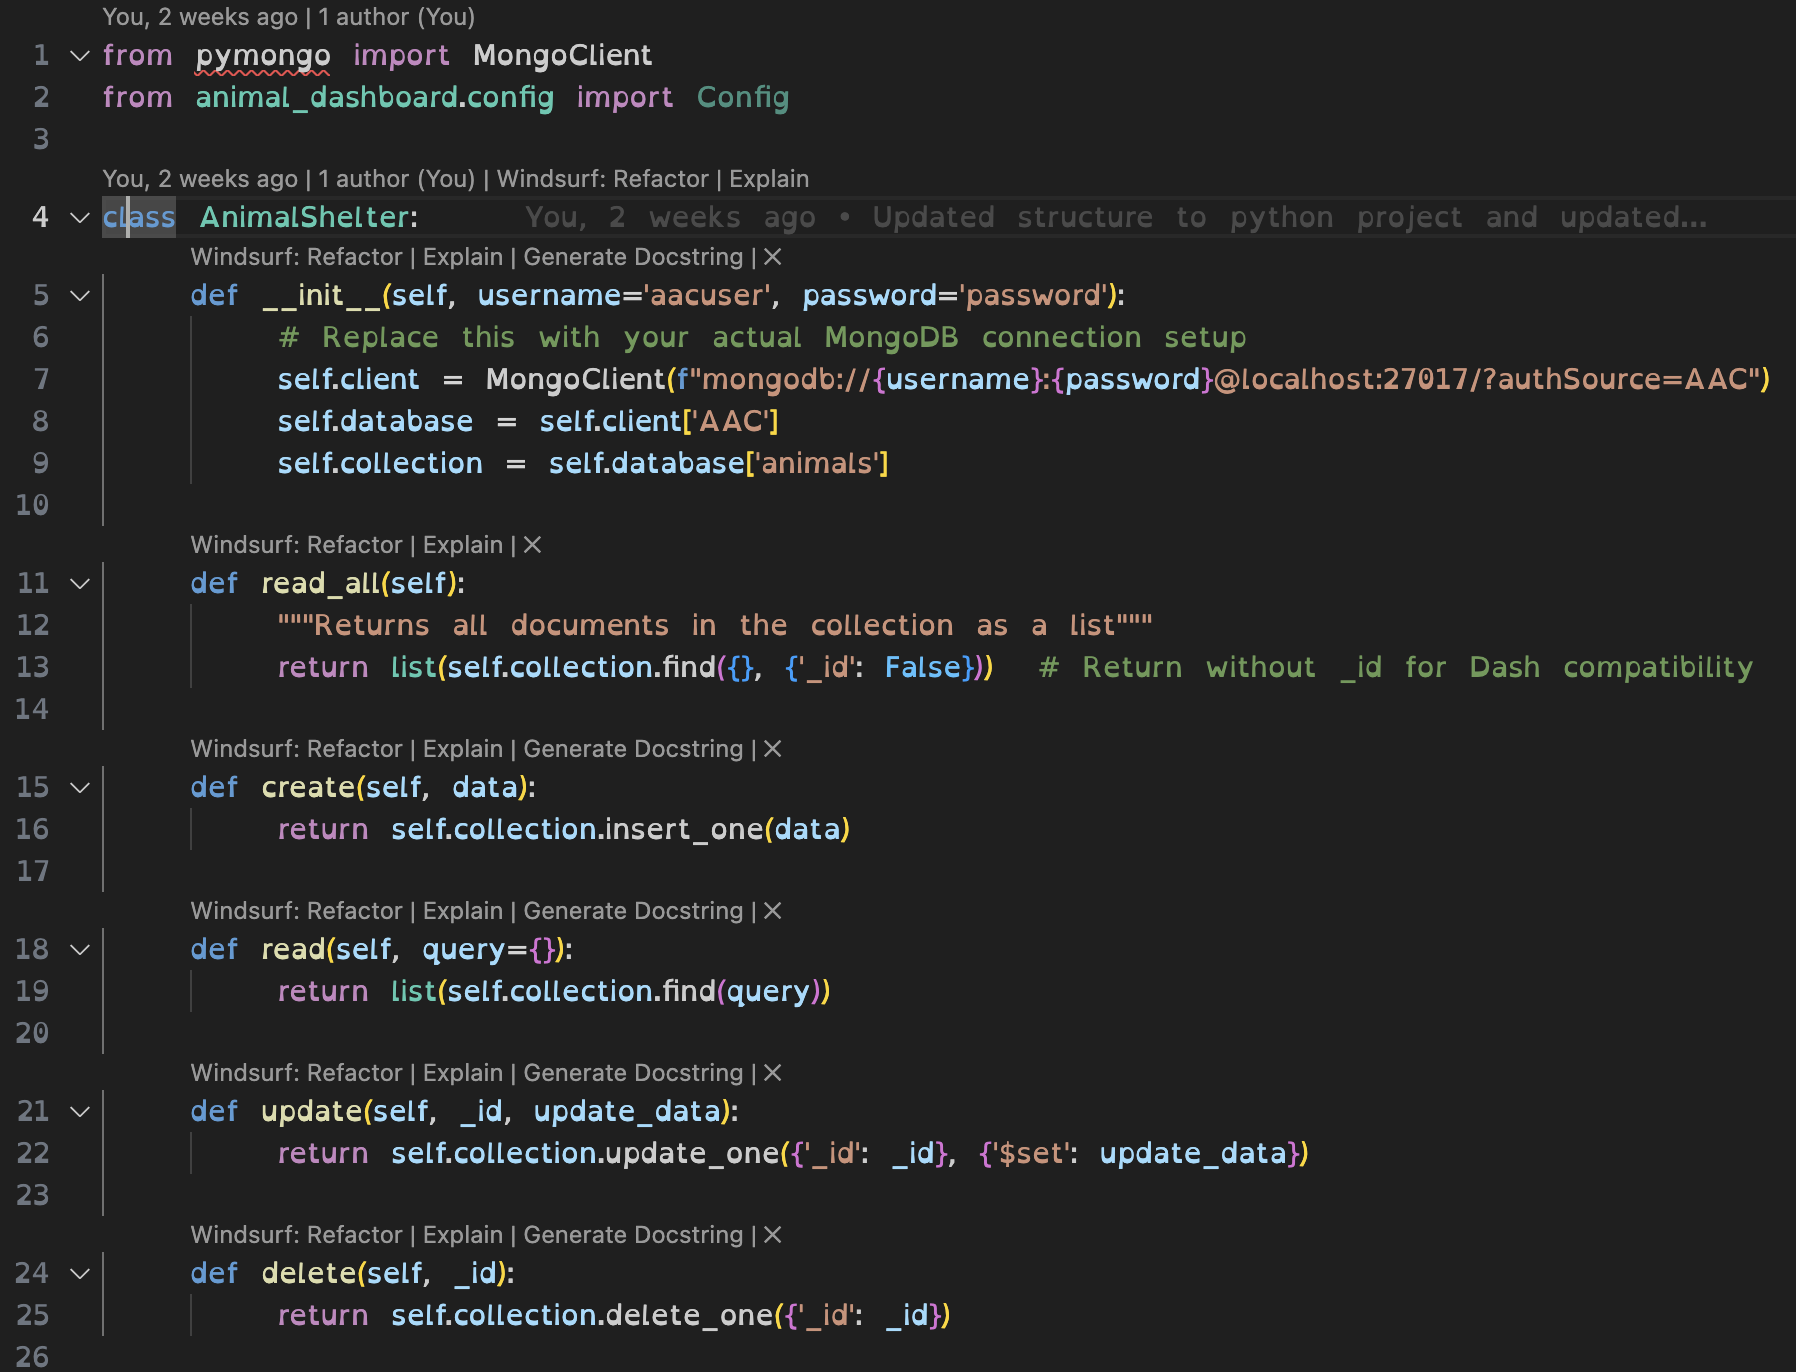 You, 2 weeks ago | 1 author (You)
1 from pymongo import MongoClient
2 from animal_dashboard.config import Config
3
You, 2 weeks ago | 1 author (You) | Windsurf: Refactor | Explain
4 class AnimalShelter: You, 2 weeks ago • Updated structure to python project and updated...
Windsurf: Refactor | Explain | Generate Docstring | ×
5 def __init__(self, username='aacuser', password='password'):
6 # Replace this with your actual MongoDB connection setup
7 self.client = MongoClient(f"mongodb://{username}:{password}@localhost:27017/?authSource=AAC")
8 self.database = self.client['AAC']
9 self.collection = self.database['animals']
10
Windsurf: Refactor | Explain | ×
11 def read_all(self):
12 """Returns all documents in the collection as a list"""
13 return list(self.collection.find({}, {'_id': False})) # Return without _id for Dash compatibility
14
Windsurf: Refactor | Explain | Generate Docstring | ×
15 def create(self, data):
16 return self.collection.insert_one(data)
17
Windsurf: Refactor | Explain | Generate Docstring | ×
18 def read(self, query={}):
19 return list(self.collection.find(query))
20
Windsurf: Refactor | Explain | Generate Docstring | ×
21 def update(self, _id, update_data):
22 return self.collection.update_one({'_id': _id}, {'$set': update_data})
23
Windsurf: Refactor | Explain | Generate Docstring | ×
24 def delete(self, _id):
25 return self.collection.delete_one({'_id': _id})
26